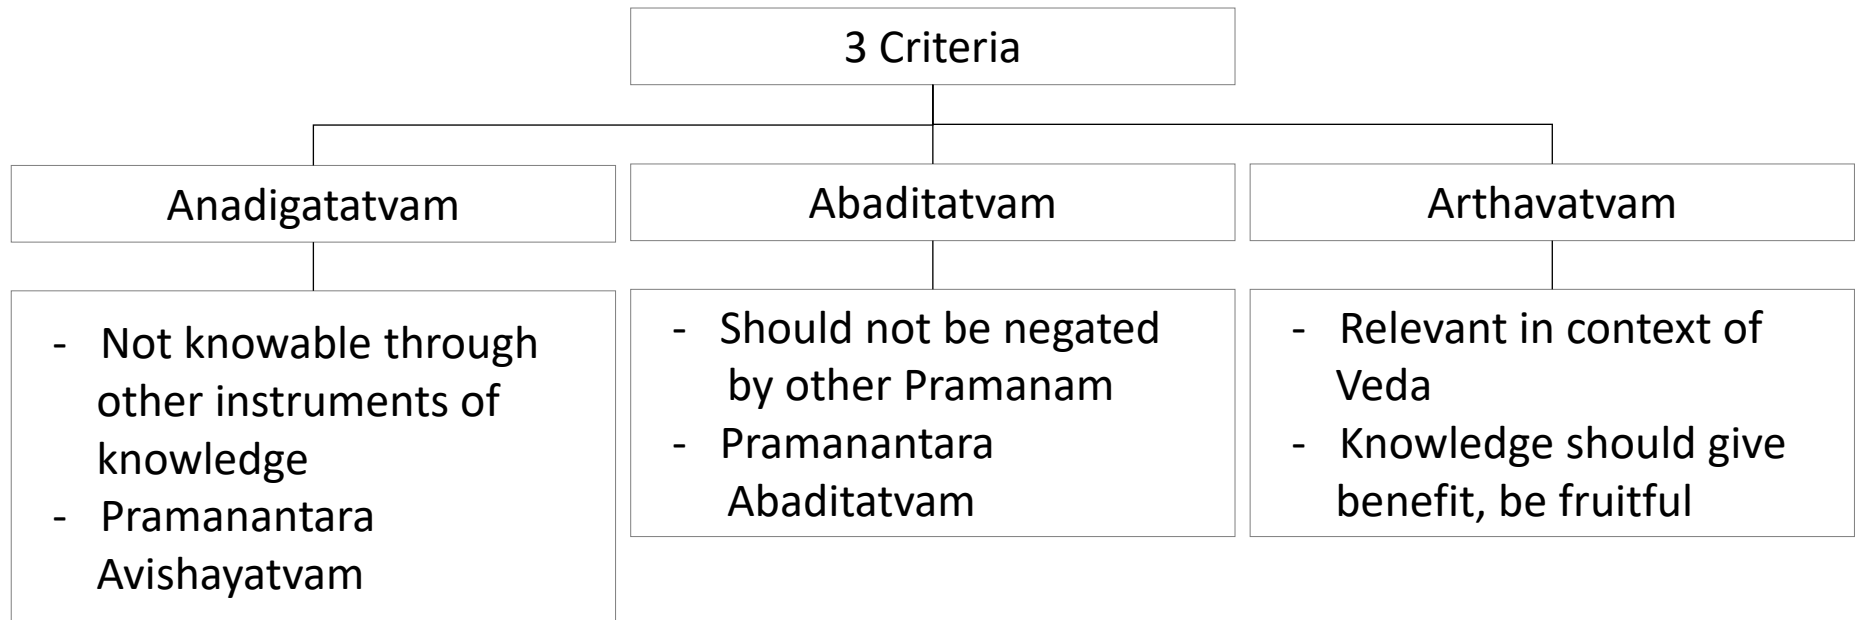 3 Criteria
Anadigatatvam
Abaditatvam
Arthavatvam
- Not knowable through
other instruments of
knowledge
- Pramanantara
Avishayatvam
- Should not be negated
by other Pramanam
- Pramanantara
Abaditatvam
- Relevant in context of
Veda
- Knowledge should give
benefit, be fruitful